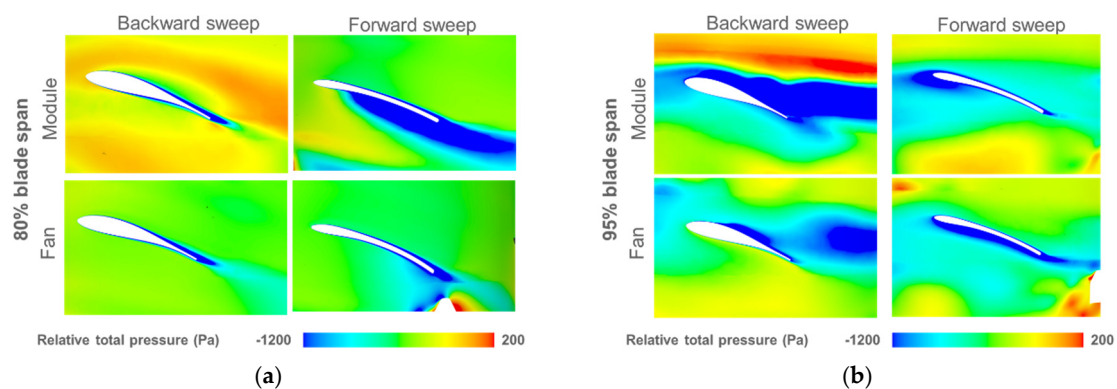 Backward sweep Forward sweep
Module
80% blade span
Fan
Relative total pressure (Pa) -1200 200
(a)
Backward sweep Forward sweep
Module
95% blade span
Fan
Relative total pressure (Pa) -1200 200
(b)